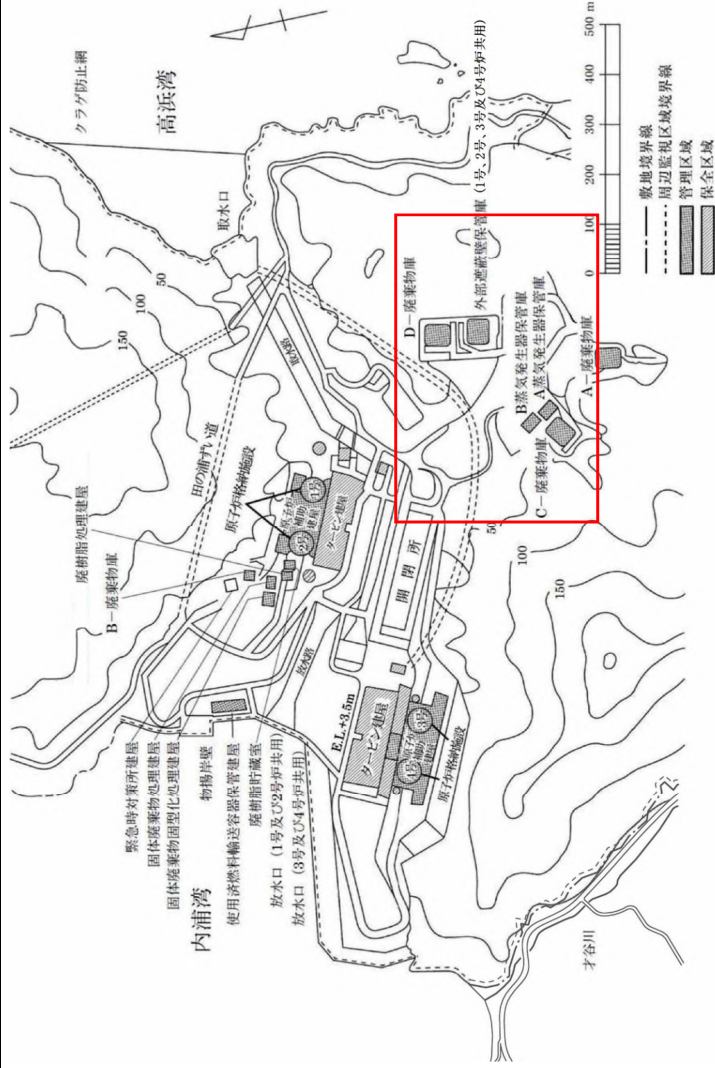 クラゲ防止網
高浜湾
取水口
外部遮蔽壁保管庫 (1号、2号、3号及び4号炉共用)
D-廃棄物庫
B蒸気発生器保管庫
A蒸気発生器保管庫
A-廃棄物庫
C-廃棄物庫
0
100
200
300
400
500 m
敷地境界線
周辺監視区域境界線
管理区域
保全区域
50
100
150
取水路
田の浦ずい道
原子炉格納施設
1号
2号
原子炉
補助
建屋
タービン建屋
廃樹脂処理建屋
B-廃棄物庫
開閉所
放水路
E.L.+3.5m
タービン建屋
3号
4号
原子炉
補助
建屋
原子炉格納施設
50
100
150
緊急時対策所建屋
固体廃棄物処理建屋
固体廃棄物固型化処理建屋
物揚岸壁
内浦湾
使用済燃料輸送容器保管建屋
廃樹脂貯蔵室
放水口 (1号及び2号炉共用)
放水口 (3号及び4号炉共用)
才谷川